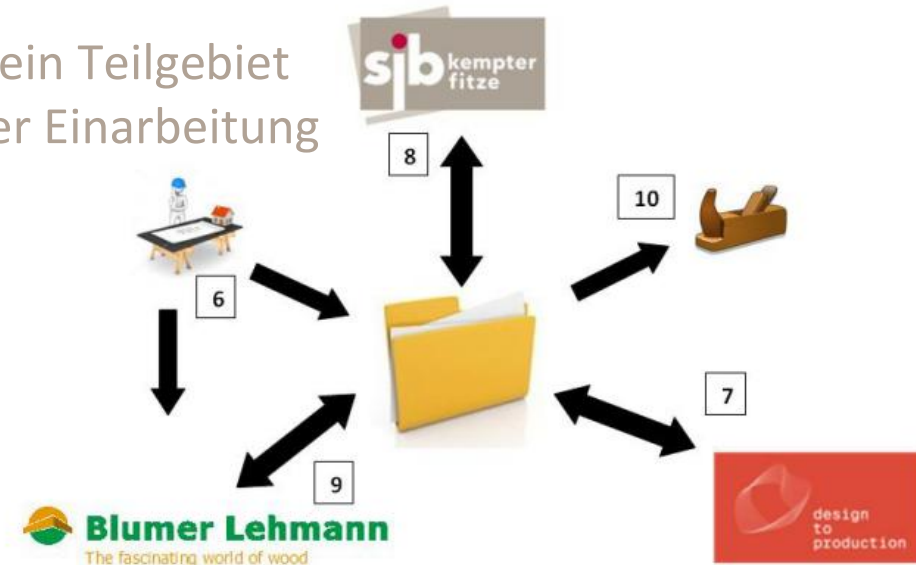 ein Teilgebiet
er Einarbeitung
sjb kempter
fitze
8
10
6
7
9
Blumer Lehmann
The fascinating world of wood
design
to
production